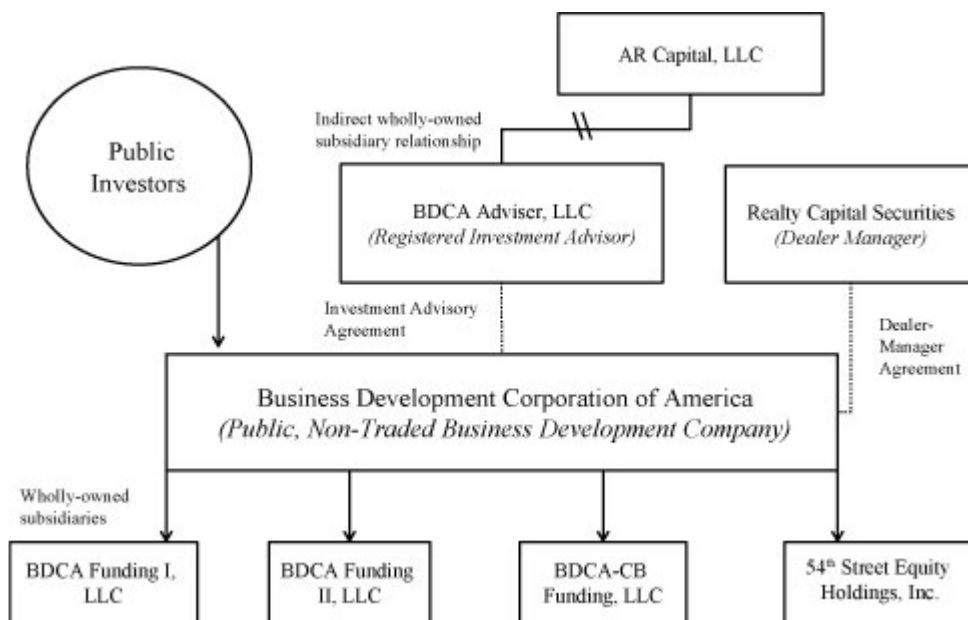 AR Capital, LLC
Indirect wholly-owned
subsidiary relationship
Public
Investors
BDCA Adviser, LLC
(Registered Investment Advisor)
Realty Capital Securities
(Dealer Manager)
Investment Advisory
Agreement
Dealer-
Manager
Agreement
Business Development Corporation of America
(Public, Non-Traded Business Development Company)
Wholly-owned
subsidiaries
BDCA Funding I,
LLC
BDCA Funding
II, LLC
BDCA-CB
Funding, LLC
54th Street Equity
Holdings, Inc.